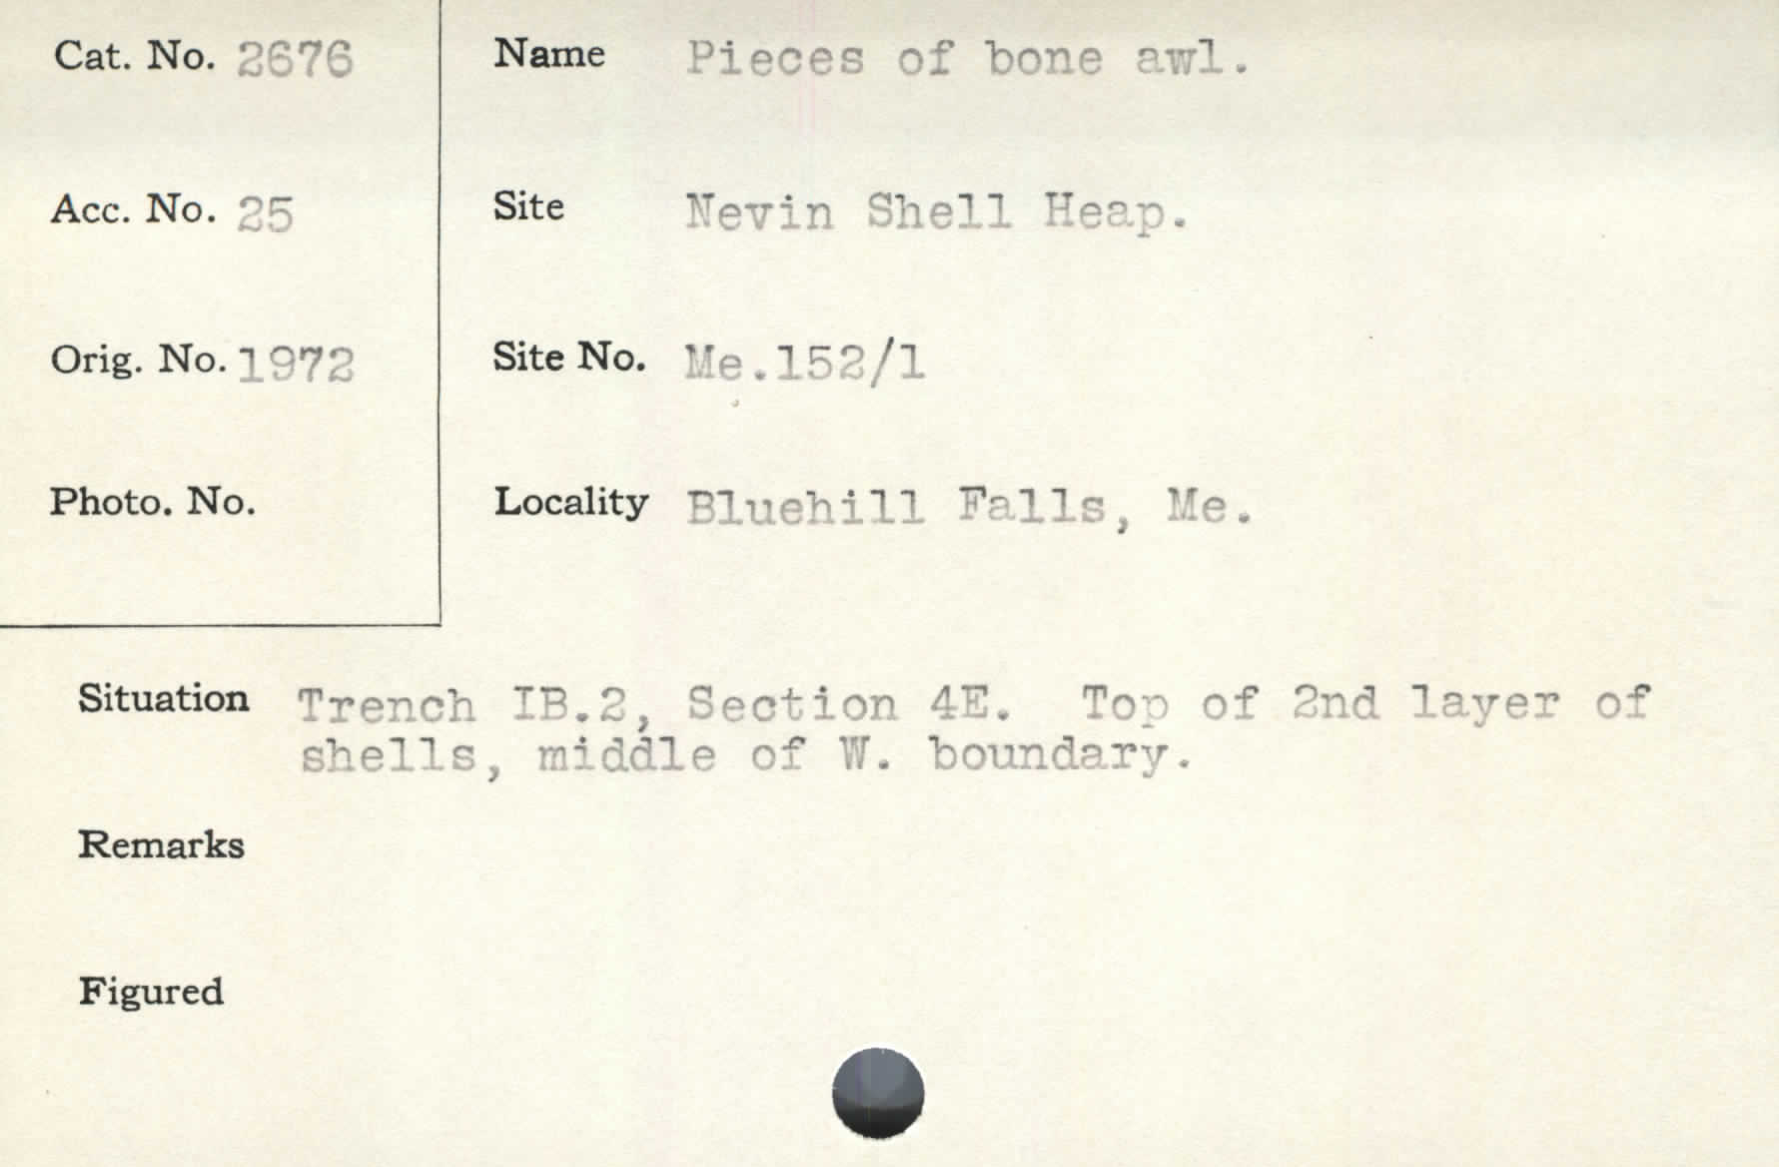 Cat. No. 2676
Name Pieces of bone awl.
Acc. No. 25
Site Nevin Shell Heap.
Orig. No. 1972
Site No. Me.152/1
Photo. No.
Locality Bluehill Falls, Me.
Situation Trench IB.2, Section 4E. Top of 2nd layer of
shells, middle of W. boundary.
Remarks
Figured